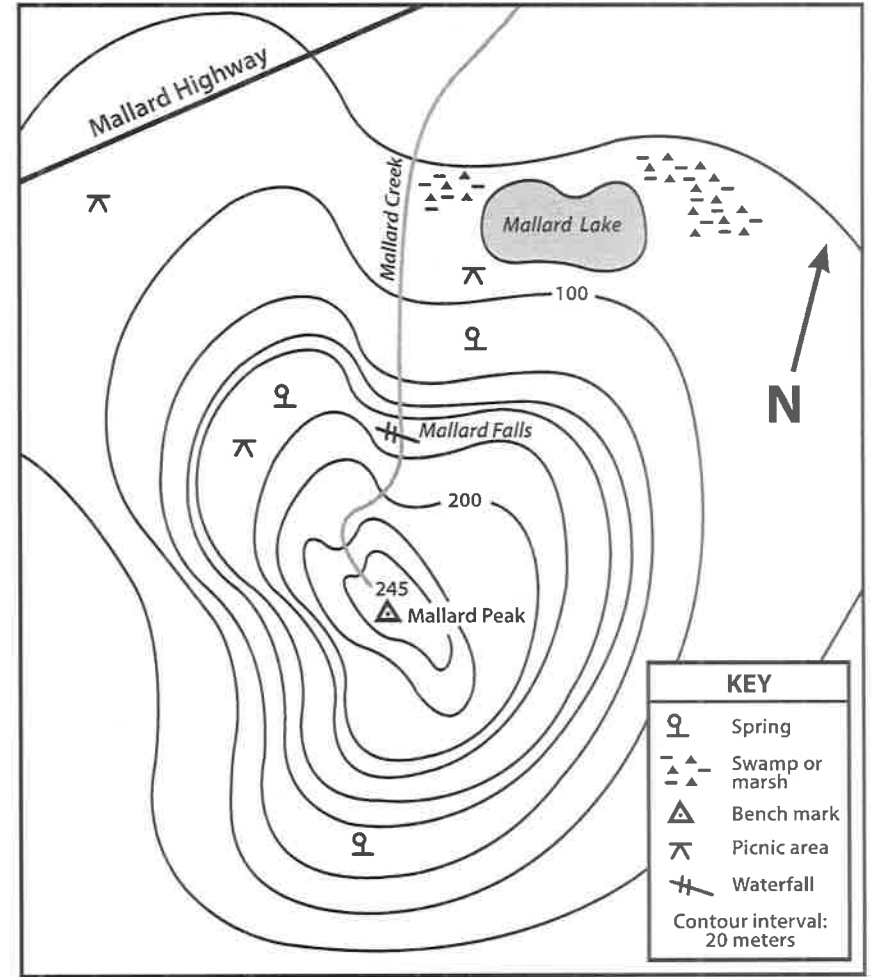 Mallard Highway
Mallard Creek
Mallard Lake
100
N
Mallard Falls
200
245
Mallard Peak
KEY
Spring
Swamp or
marsh
Bench mark
Picnic area
Waterfall
Contour interval:
20 meters